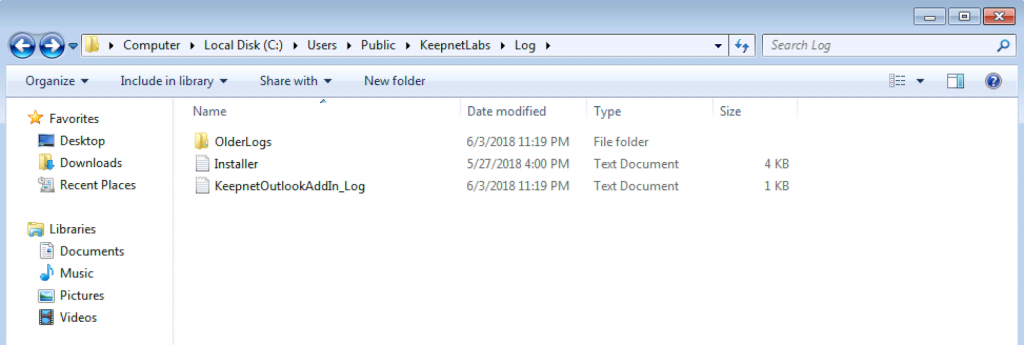 Computer Local Disk (C:) Users Public KeepnetLabs Log
Search Log
Organize Include in library Share with New folder
Name Date modified Type Size
Favorites
Desktop
Downloads
Recent Places
Libraries
Documents
Music
Pictures
Videos
OlderLogs 6/3/2018 11:19 PM File folder
Installer 5/27/2018 4:00 PM Text Document 4 KB
KeepnetOutlookAddIn_Log 6/3/2018 11:19 PM Text Document 1 KB